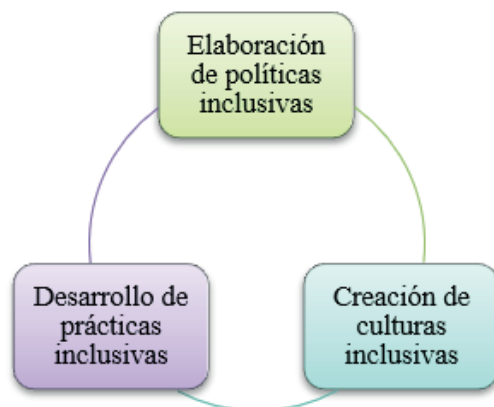 Elaboración
de políticas
inclusivas
Desarrollo de
prácticas
inclusivas
Creación de
culturas
inclusivas